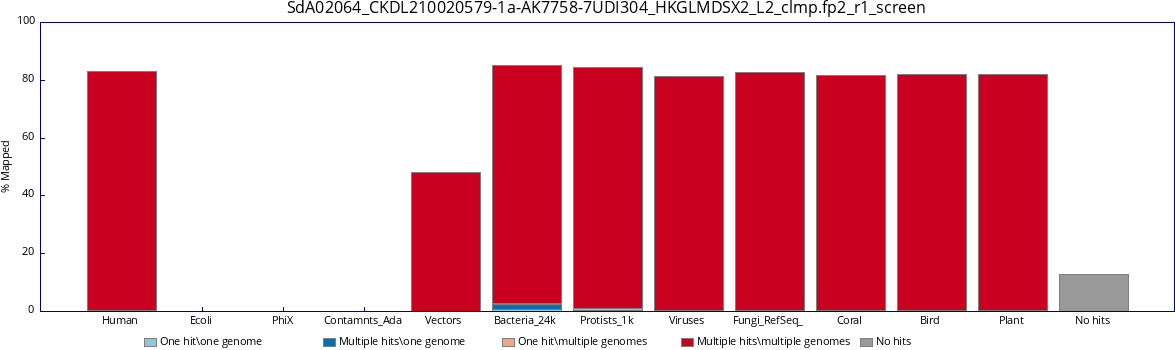 SdA02064_CKDL210020579-1a-AK7758-7UDI304_HKGLMDSX2_L2_clmp.fp2_r1_screen
100
80
60
40
20
0
% Mapped
Human Ecoli PhiX Contamnts_Ada Vectors Bacteria_24k Protists_1k Viruses Fungi_RefSeq_ Coral Bird Plant No hits
One hit\one genome Multiple hits\one genome One hit\multiple genomes Multiple hits\multiple genomes No hits